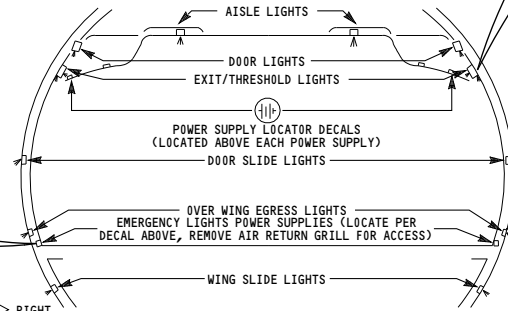 AISLE LIGHTS
DOOR LIGHTS
EXIT/THRESHOLD LIGHTS
POWER SUPPLY LOCATOR DECALS
(LOCATED ABOVE EACH POWER SUPPLY)
DOOR SLIDE LIGHTS
OVER WING EGRESS LIGHTS
EMERGENCY LIGHTS POWER SUPPLIES (LOCATE PER
DECAL ABOVE, REMOVE AIR RETURN GRILL FOR ACCESS)
WING SLIDE LIGHTS
RIGHT